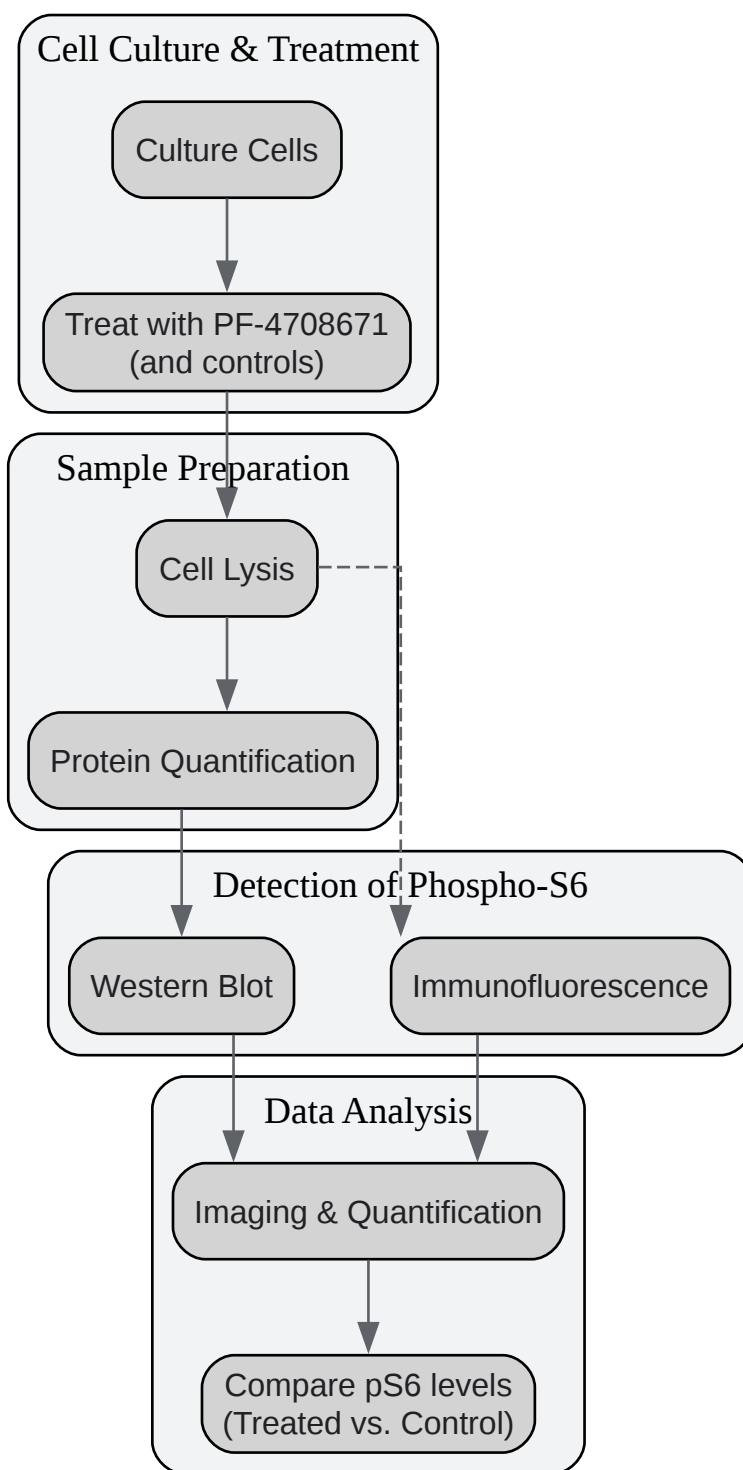 Cell Culture & Treatment
Culture Cells
Treat with PF-4708671
(and controls)
Sample Preparation
Cell Lysis
Protein Quantification
Detection of Phospho-S6
Western Blot
Immunofluorescence
Data Analysis
Imaging & Quantification
Compare pS6 levels
(Treated vs. Control)